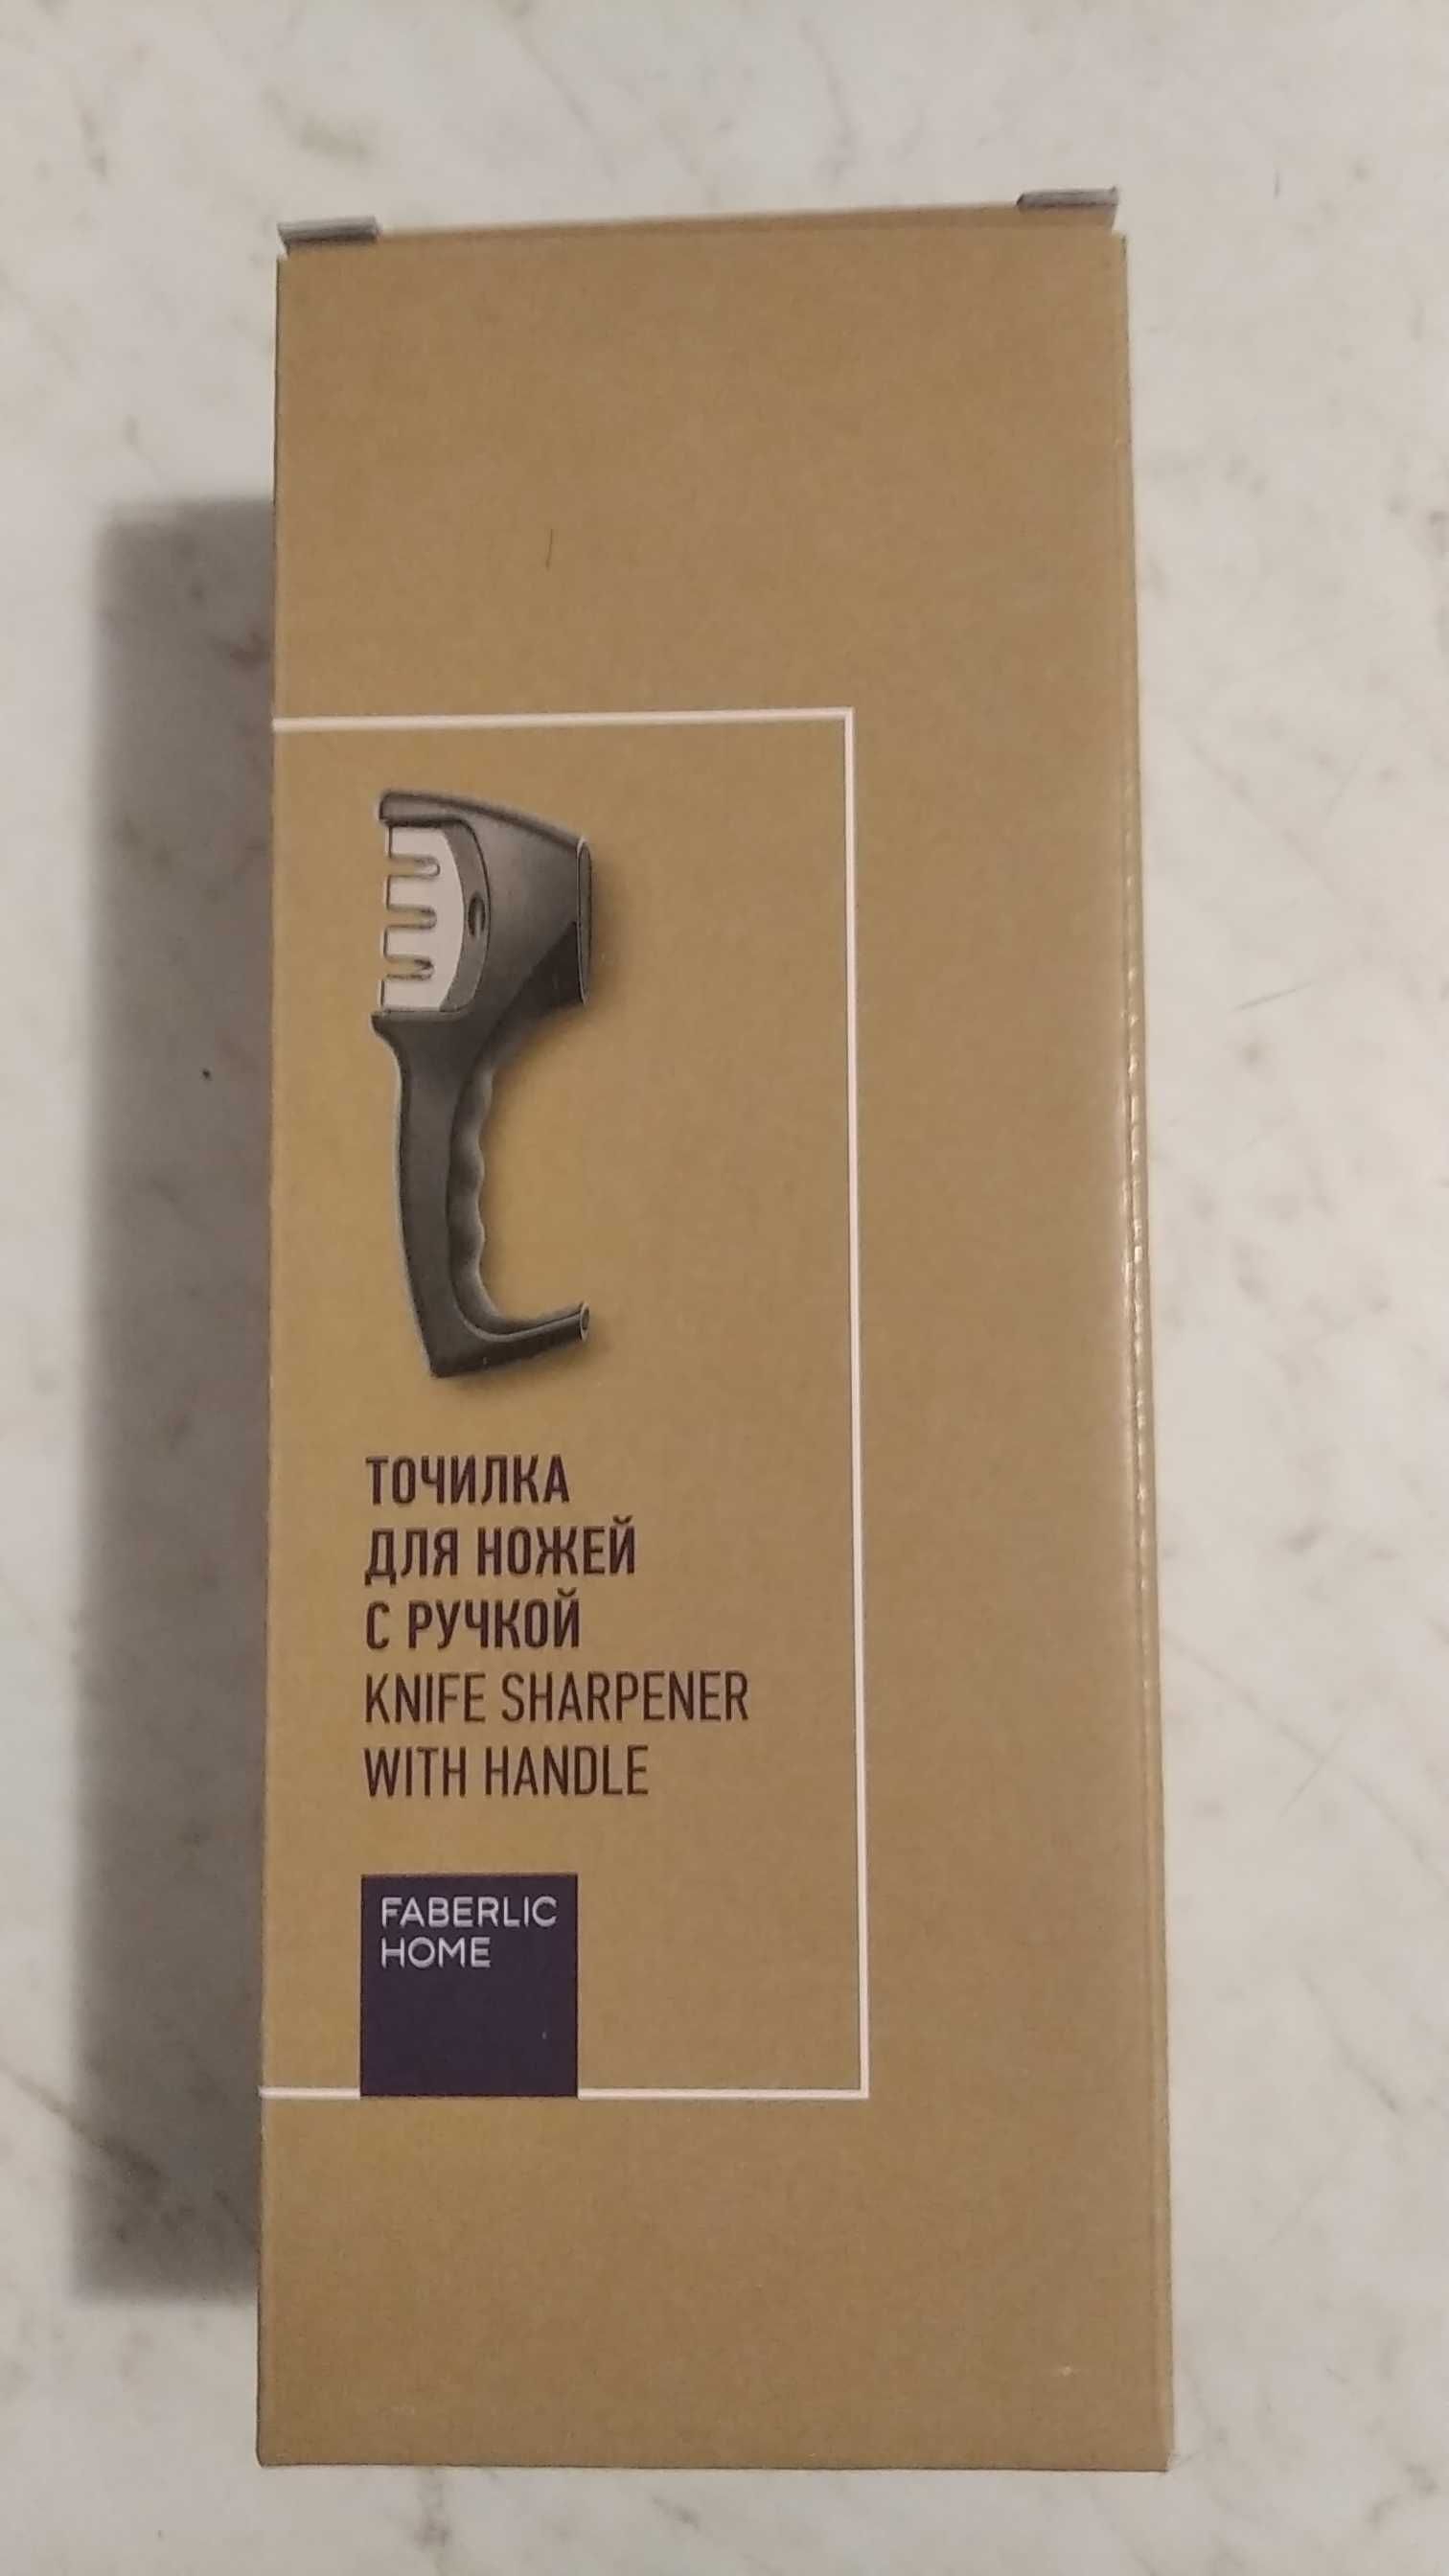 ТОЧИЛКА
ДЛЯ НОЖЕЙ
С РУЧКОЙ
KNIFE SHARPENER
WITH HANDLE
FABERLIC
HOME